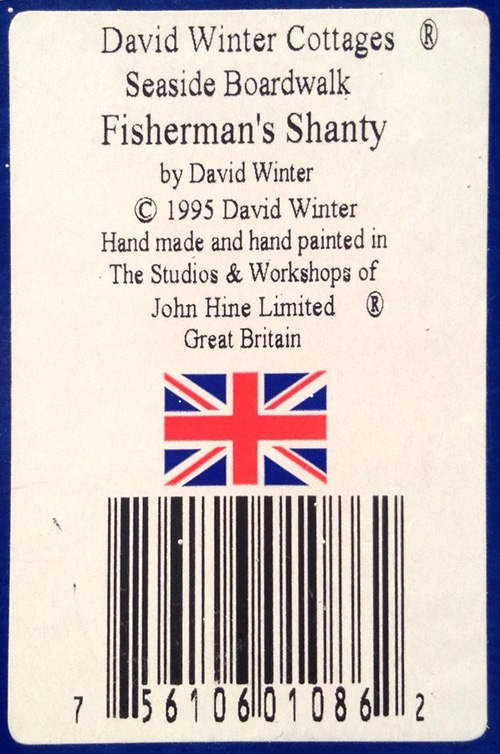 David Winter Cottages ®
Seaside Boardwalk
Fisherman's Shanty
by David Winter
© 1995 David Winter
Hand made and hand painted in
The Studios & Workshops of
John Hine Limited ®
Great Britain
7 56106 01086 2